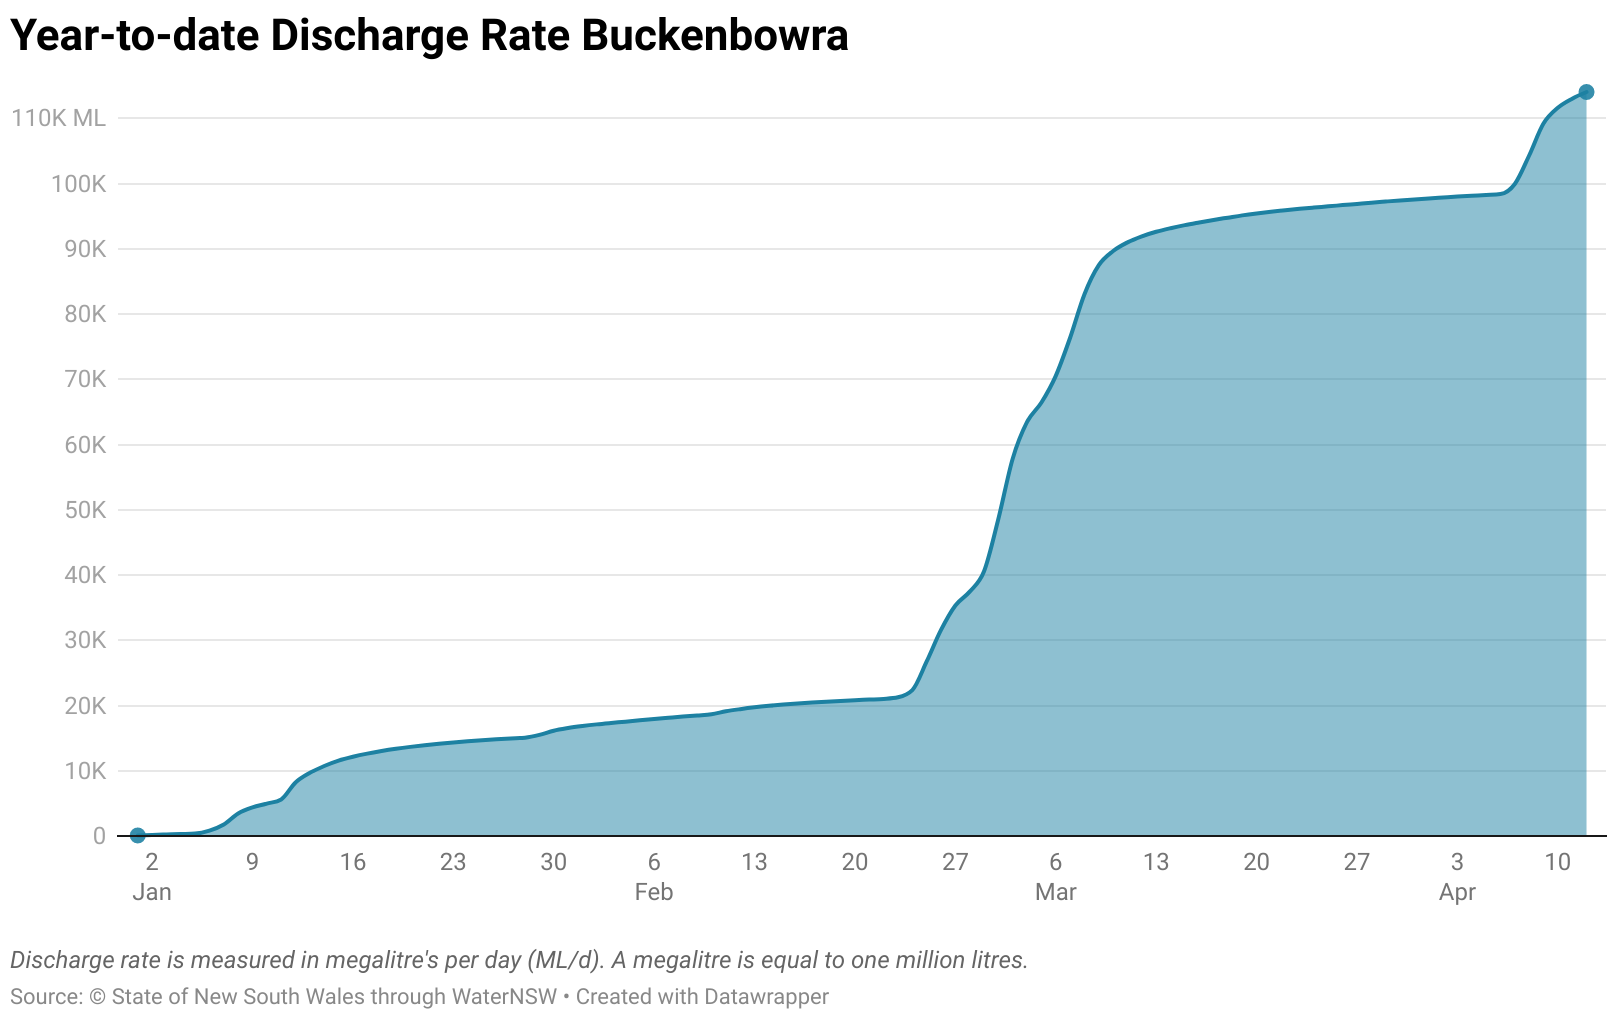 Year-to-date Discharge Rate Buckenbowra
110K ML
100K
90K
80K
70K
60K
50K
40K
30K
20K
10K
0
2 9 16 23 30 6 13 20 27 6 13 20 27 3 10
Jan Feb Mar Apr
Discharge rate is measured in megalitre's per day (ML/d). A megalitre is equal to one million litres.
Source: © State of New South Wales through WaterNSW • Created with Datawrapper